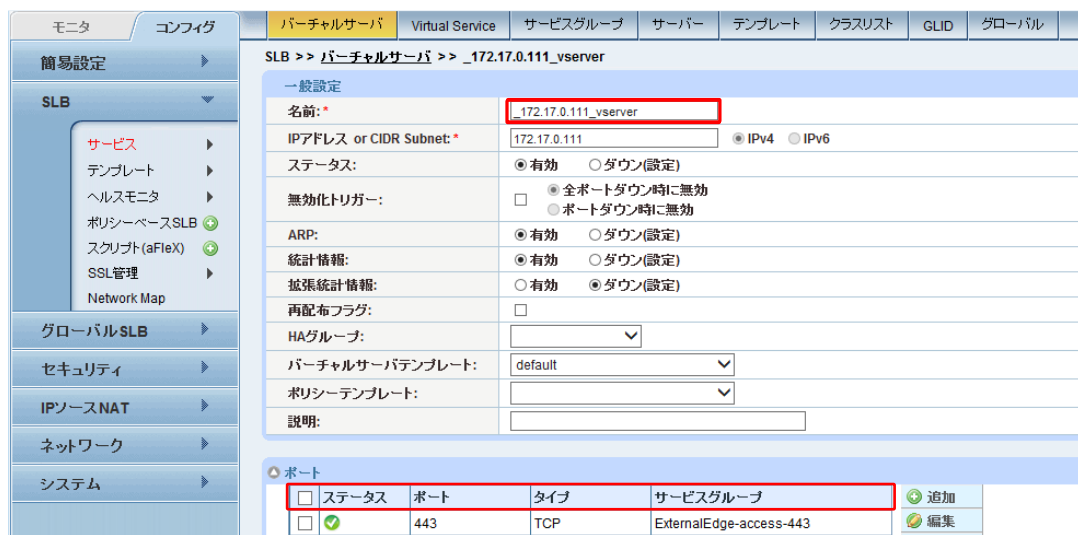 モニタ コンフィグ
バーチャルサーバ Virtual Service サービスグループ サーバー テンプレート クラスリスト GLID グローバル
簡易設定
SLB
サービス
テンプレート
ヘルスモニタ
ポリシーベースSLB
スクリプト(aFleX)
SSL管理
Network Map
グローバルSLB
セキュリティ
IPソースNAT
ネットワーク
システム
SLB >> バーチャルサーバ >> _172.17.0.111_vserver
一般設定
名前:* _172.17.0.111_vserver
IPアドレス or CIDR Subnet:* 172.17.0.111 IPv4 IPv6
ステータス: 有効 ダウン(設定)
無効化トリガー: 全ポートダウン時に無効
ポートダウン時に無効
ARP: 有効 ダウン(設定)
統計情報: 有効 ダウン(設定)
拡張統計情報: 有効 ダウン(設定)
再配布フラグ:
HAグループ:
バーチャルサーバテンプレート: default
ポリシーテンプレート:
説明:
ポート
ステータス ポート タイプ サービスグループ 追加
443 TCP ExternalEdge-access-443 編集